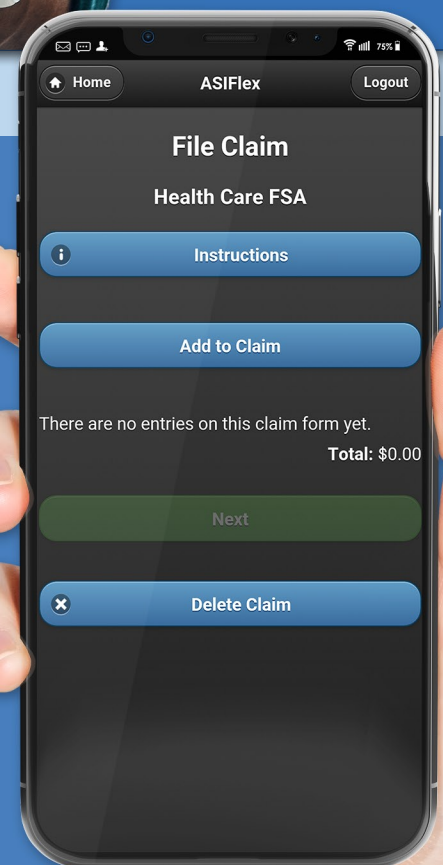 75%
Home
ASIFlex
Logout
File Claim
Health Care FSA
Instructions
Add to Claim
There are no entries on this claim form yet.
Total: $0.00
Next
Delete Claim